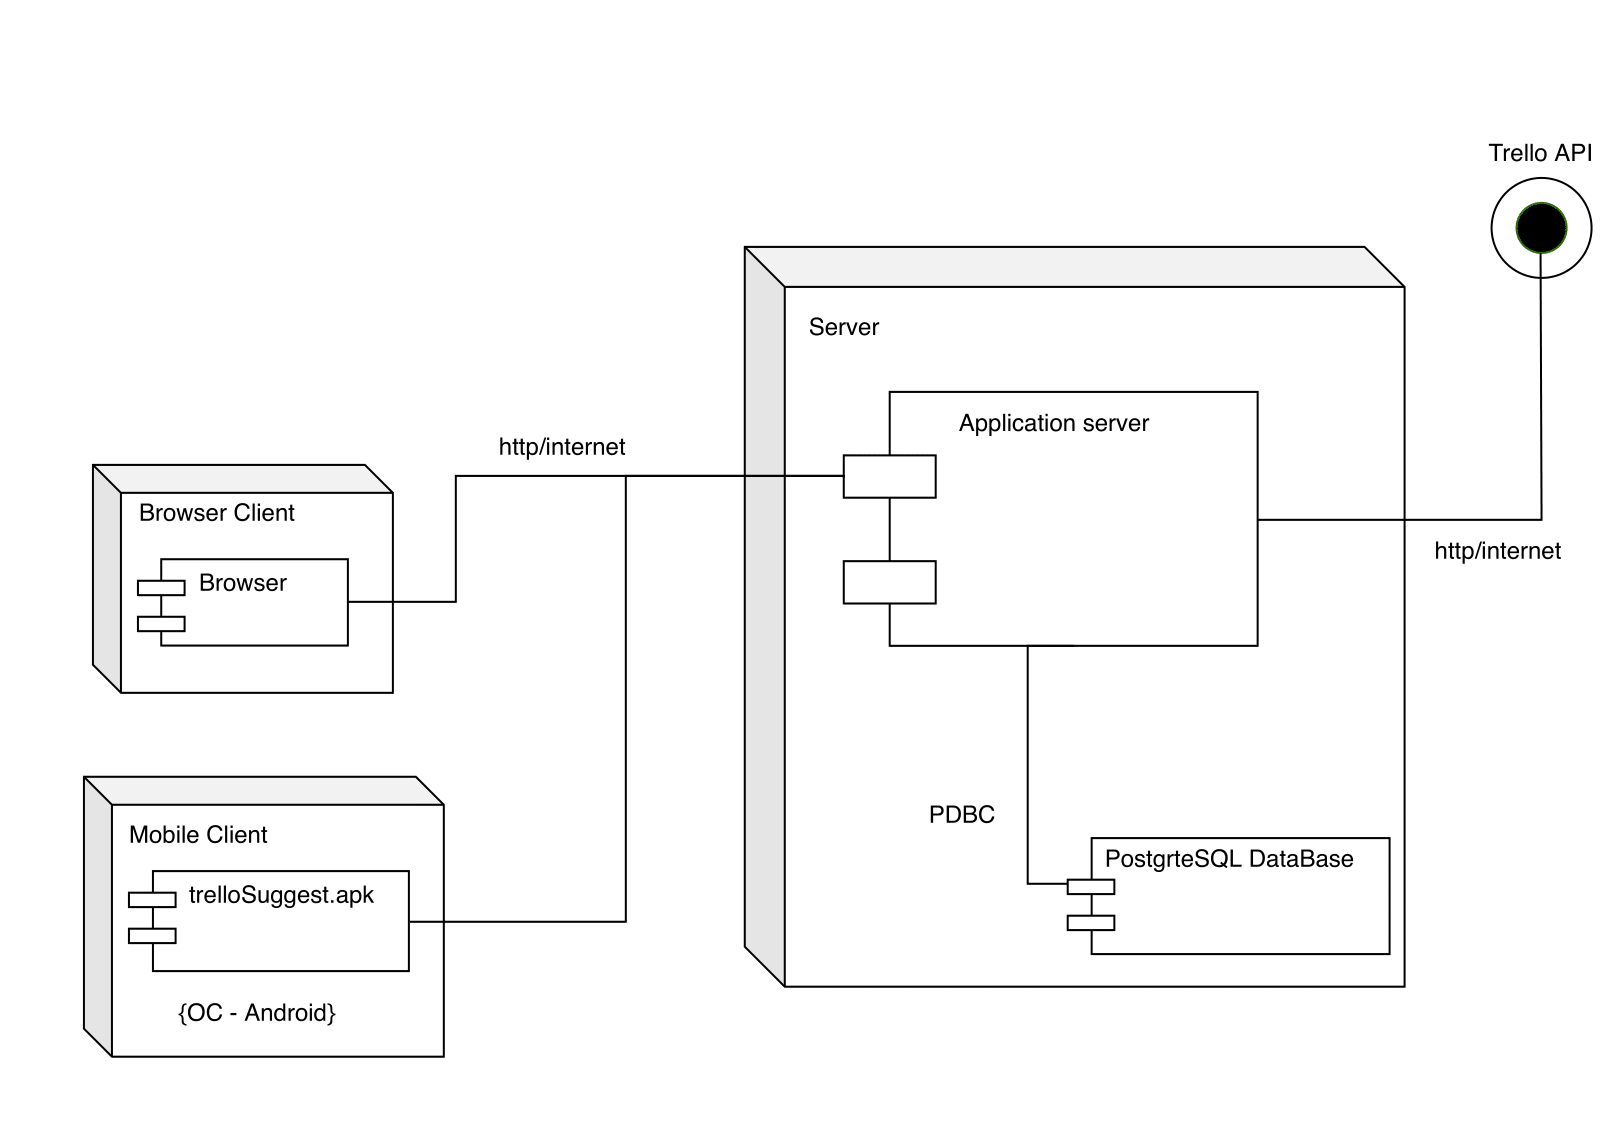 Trello API
Server
Application server
http/internet
Browser Client
http/internet
Browser
PDBC
Mobile Client
PostgrteSQL DataBase
trelloSuggest.apk
{OC - Android}